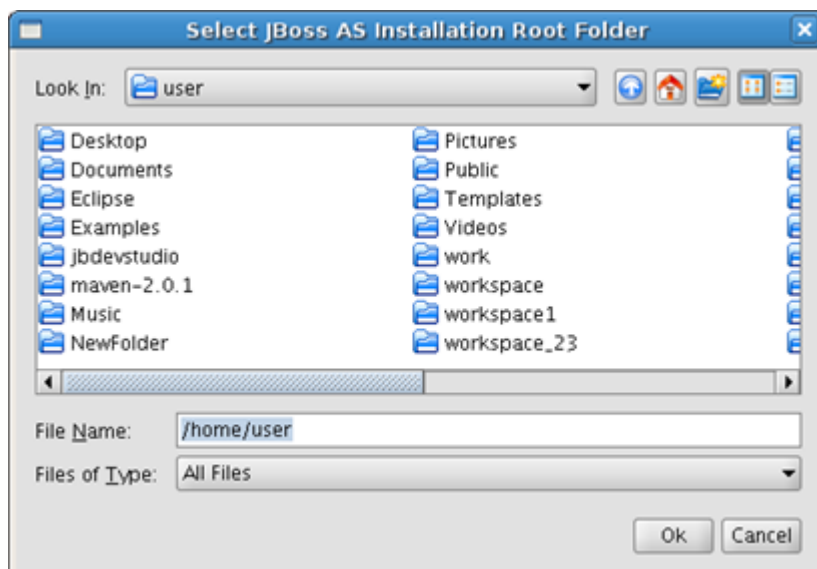 Select JBoss AS Installation Root Folder
Look In: user
Desktop Pictures
Documents Public
Eclipse Templates
Examples Videos
jbdevstudio work
maven-2.0.1 workspace
Music workspace1
NewFolder workspace_23
File Name: /home/user
Files of Type: All Files
Ok Cancel